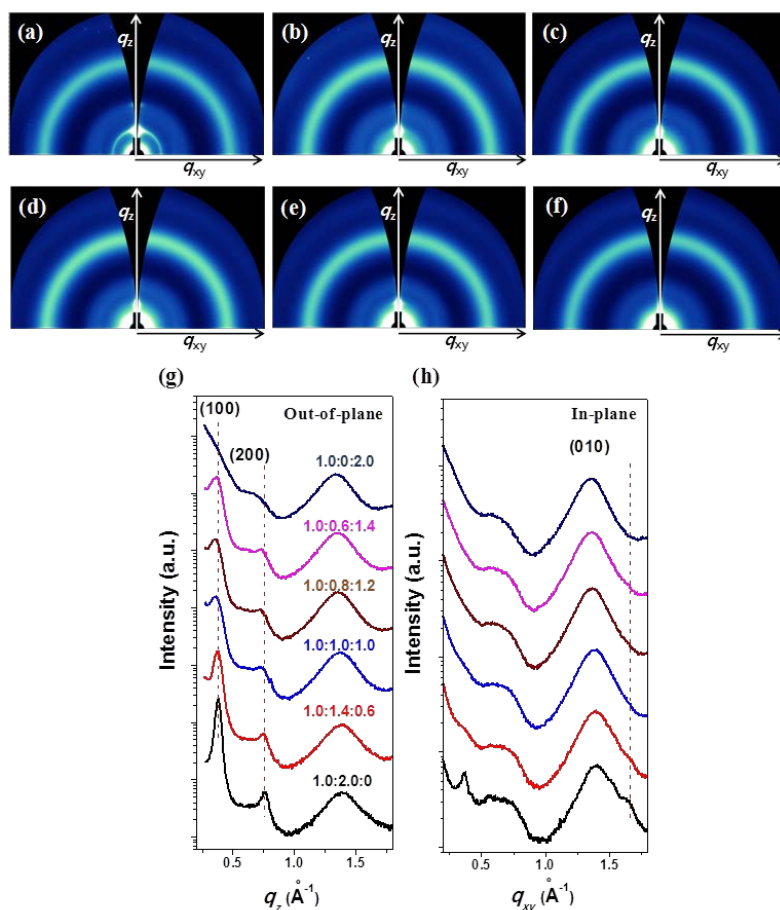 (a)
qz
qxy
(b)
qz
qxy
(c)
qz
qxy
(d)
qz
qxy
(e)
qz
qxy
(f)
qz
qxy
(g)
(100)
Out-of-plane
(200)
1.0:0:2.0
1.0:0.6:1.4
1.0:0.8:1.2
1.0:1.0:1.0
1.0:1.4:0.6
1.0:2.0:0
Intensity (a.u.)
0.5 1.0 1.5
qz (Å-1)
(h)
In-plane
(010)
Intensity (a.u.)
0.5 1.0 1.5
qxy (Å-1)